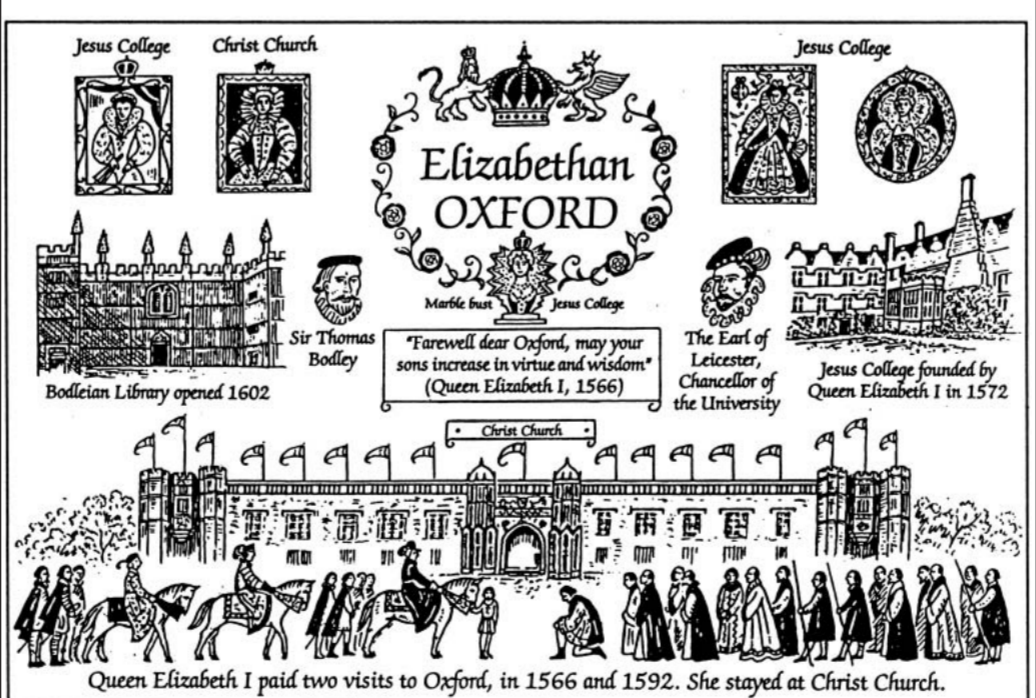 Jesus College
Christ Church
Jesus College
Elizabethan
OXFORD
Marble bust
Jesus College
Sir Thomas
Bodley
Bodleian Library opened 1602
"Farewell dear Oxford, may your
sons increase in virtue and wisdom"
(Queen Elizabeth I, 1566)
The Earl of
Leicester,
Chancellor of
the University
Jesus College founded by
Queen Elizabeth I in 1572
Christ Church
Queen Elizabeth I paid two visits to Oxford, in 1566 and 1592. She stayed at Christ Church.